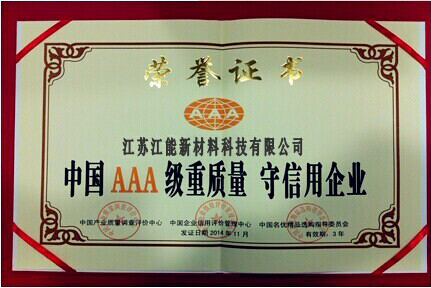 荣誉证书
AAA
江苏江能新材料科技有限公司
中国 AAA 级重质量 守信用企业
中国产业质量调查评价中心 中国企业信用评价管理中心 中国名优精品选购指导委员会
发证日期2014年11月 有效期:3年